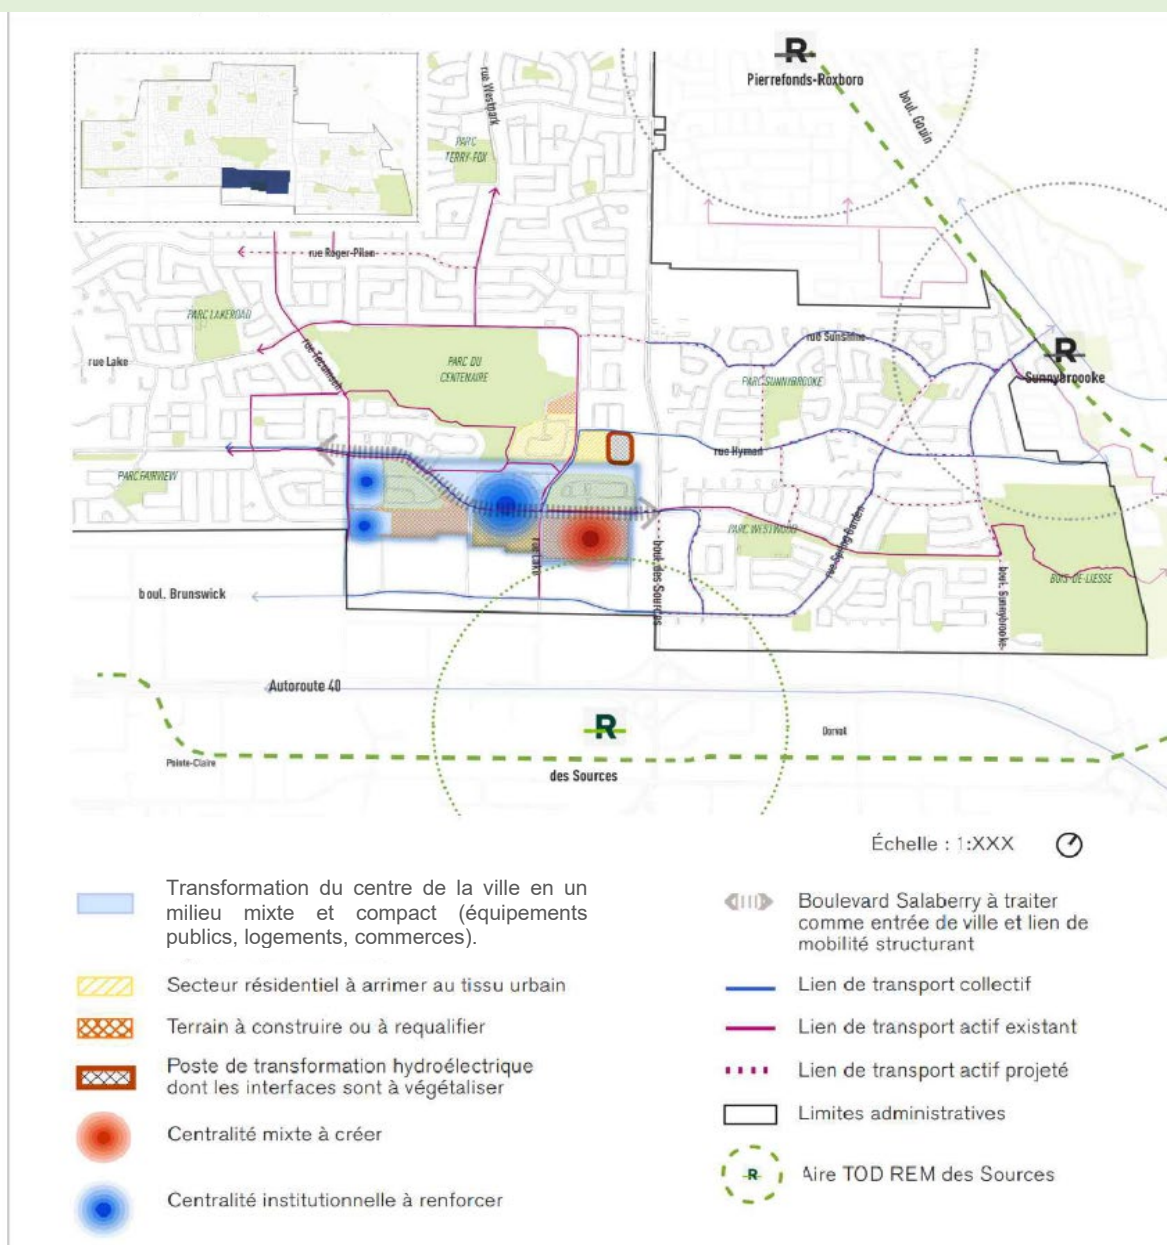 R
Pierrefonds-Roxboro
boul. Gouin
rue Westpark
PARC
TERRY-FOX
rue Roger-Pilon
PARC LAKEROAD
rue Lake
rue Tecumseh
PARC DU
CENTENAIRE
rue Sunshine
PARC SUNNYBROOKE
R
Sunnybroooke
rue Hyman
PARC FAIRVIEW
PARC WESTWOOD
rue Spring Garden
rue Lake
boul. des Sources
boul. Sunnybrooke
BOIS-DE-LIESSE
boul. Brunswick
Autoroute 40
R
Dorval
Pointe-Claire
des Sources
Échelle : 1:XXX
Transformation du centre de la ville en un
milieu mixte et compact (équipements
publics, logements, commerces).
Secteur résidentiel à arrimer au tissu urbain
Terrain à construire ou à requalifier
Poste de transformation hydroélectrique
dont les interfaces sont à végétaliser
Centralité mixte à créer
Centralité institutionnelle à renforcer
Boulevard Salaberry à traiter
comme entrée de ville et lien de
mobilité structurant
Lien de transport collectif
Lien de transport actif existant
Lien de transport actif projeté
Limites administratives
R
Aire TOD REM des Sources